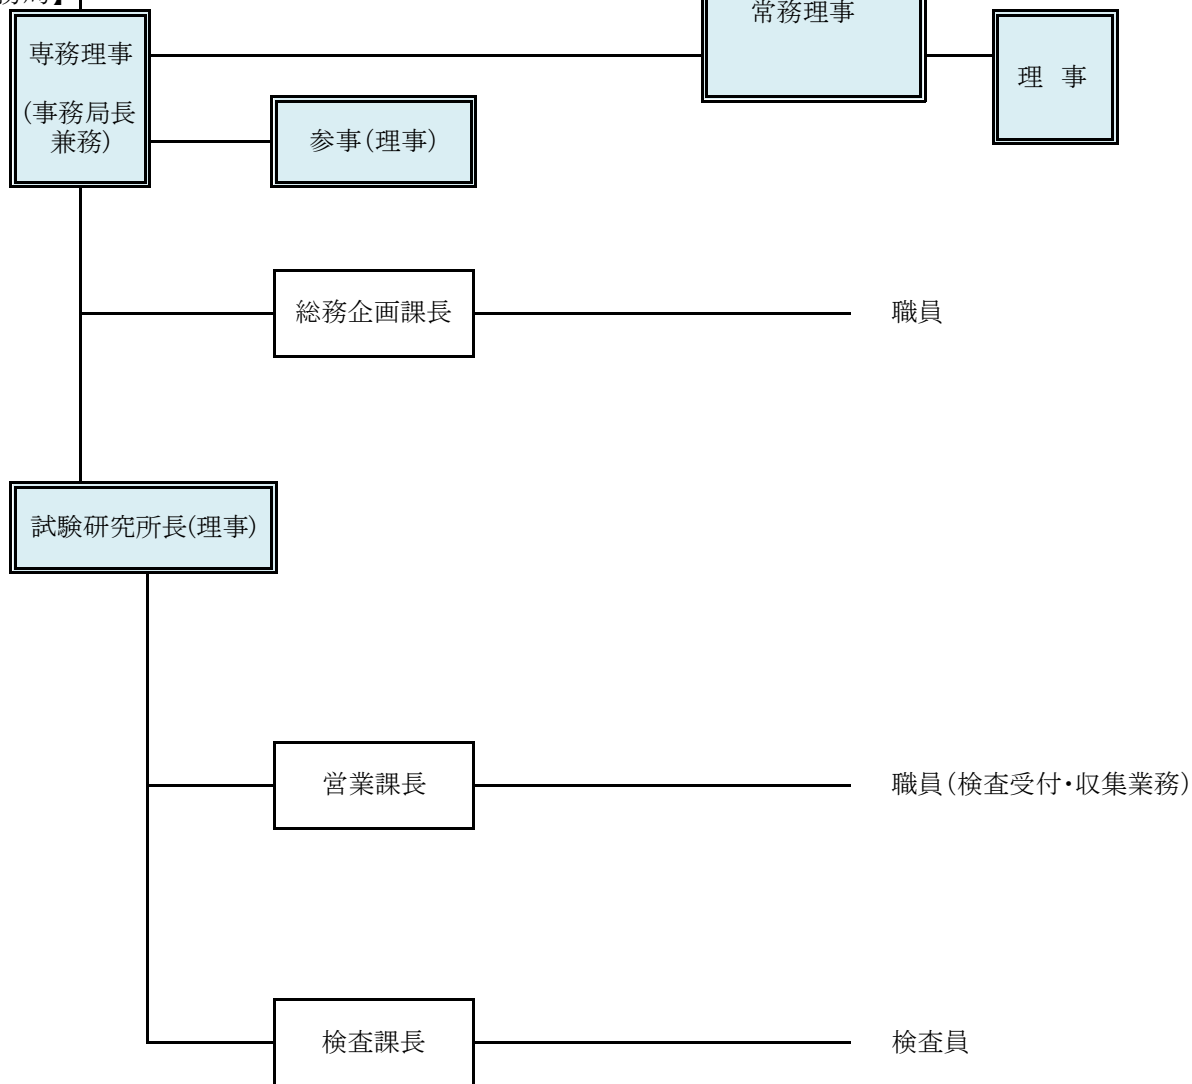 務局】
常務理事
専務理事
(事務局長
兼務)
理 事
参事(理事)
総務企画課長
職員
試験研究所長(理事)
営業課長
職員(検査受付・収集業務)
検査課長
検査員